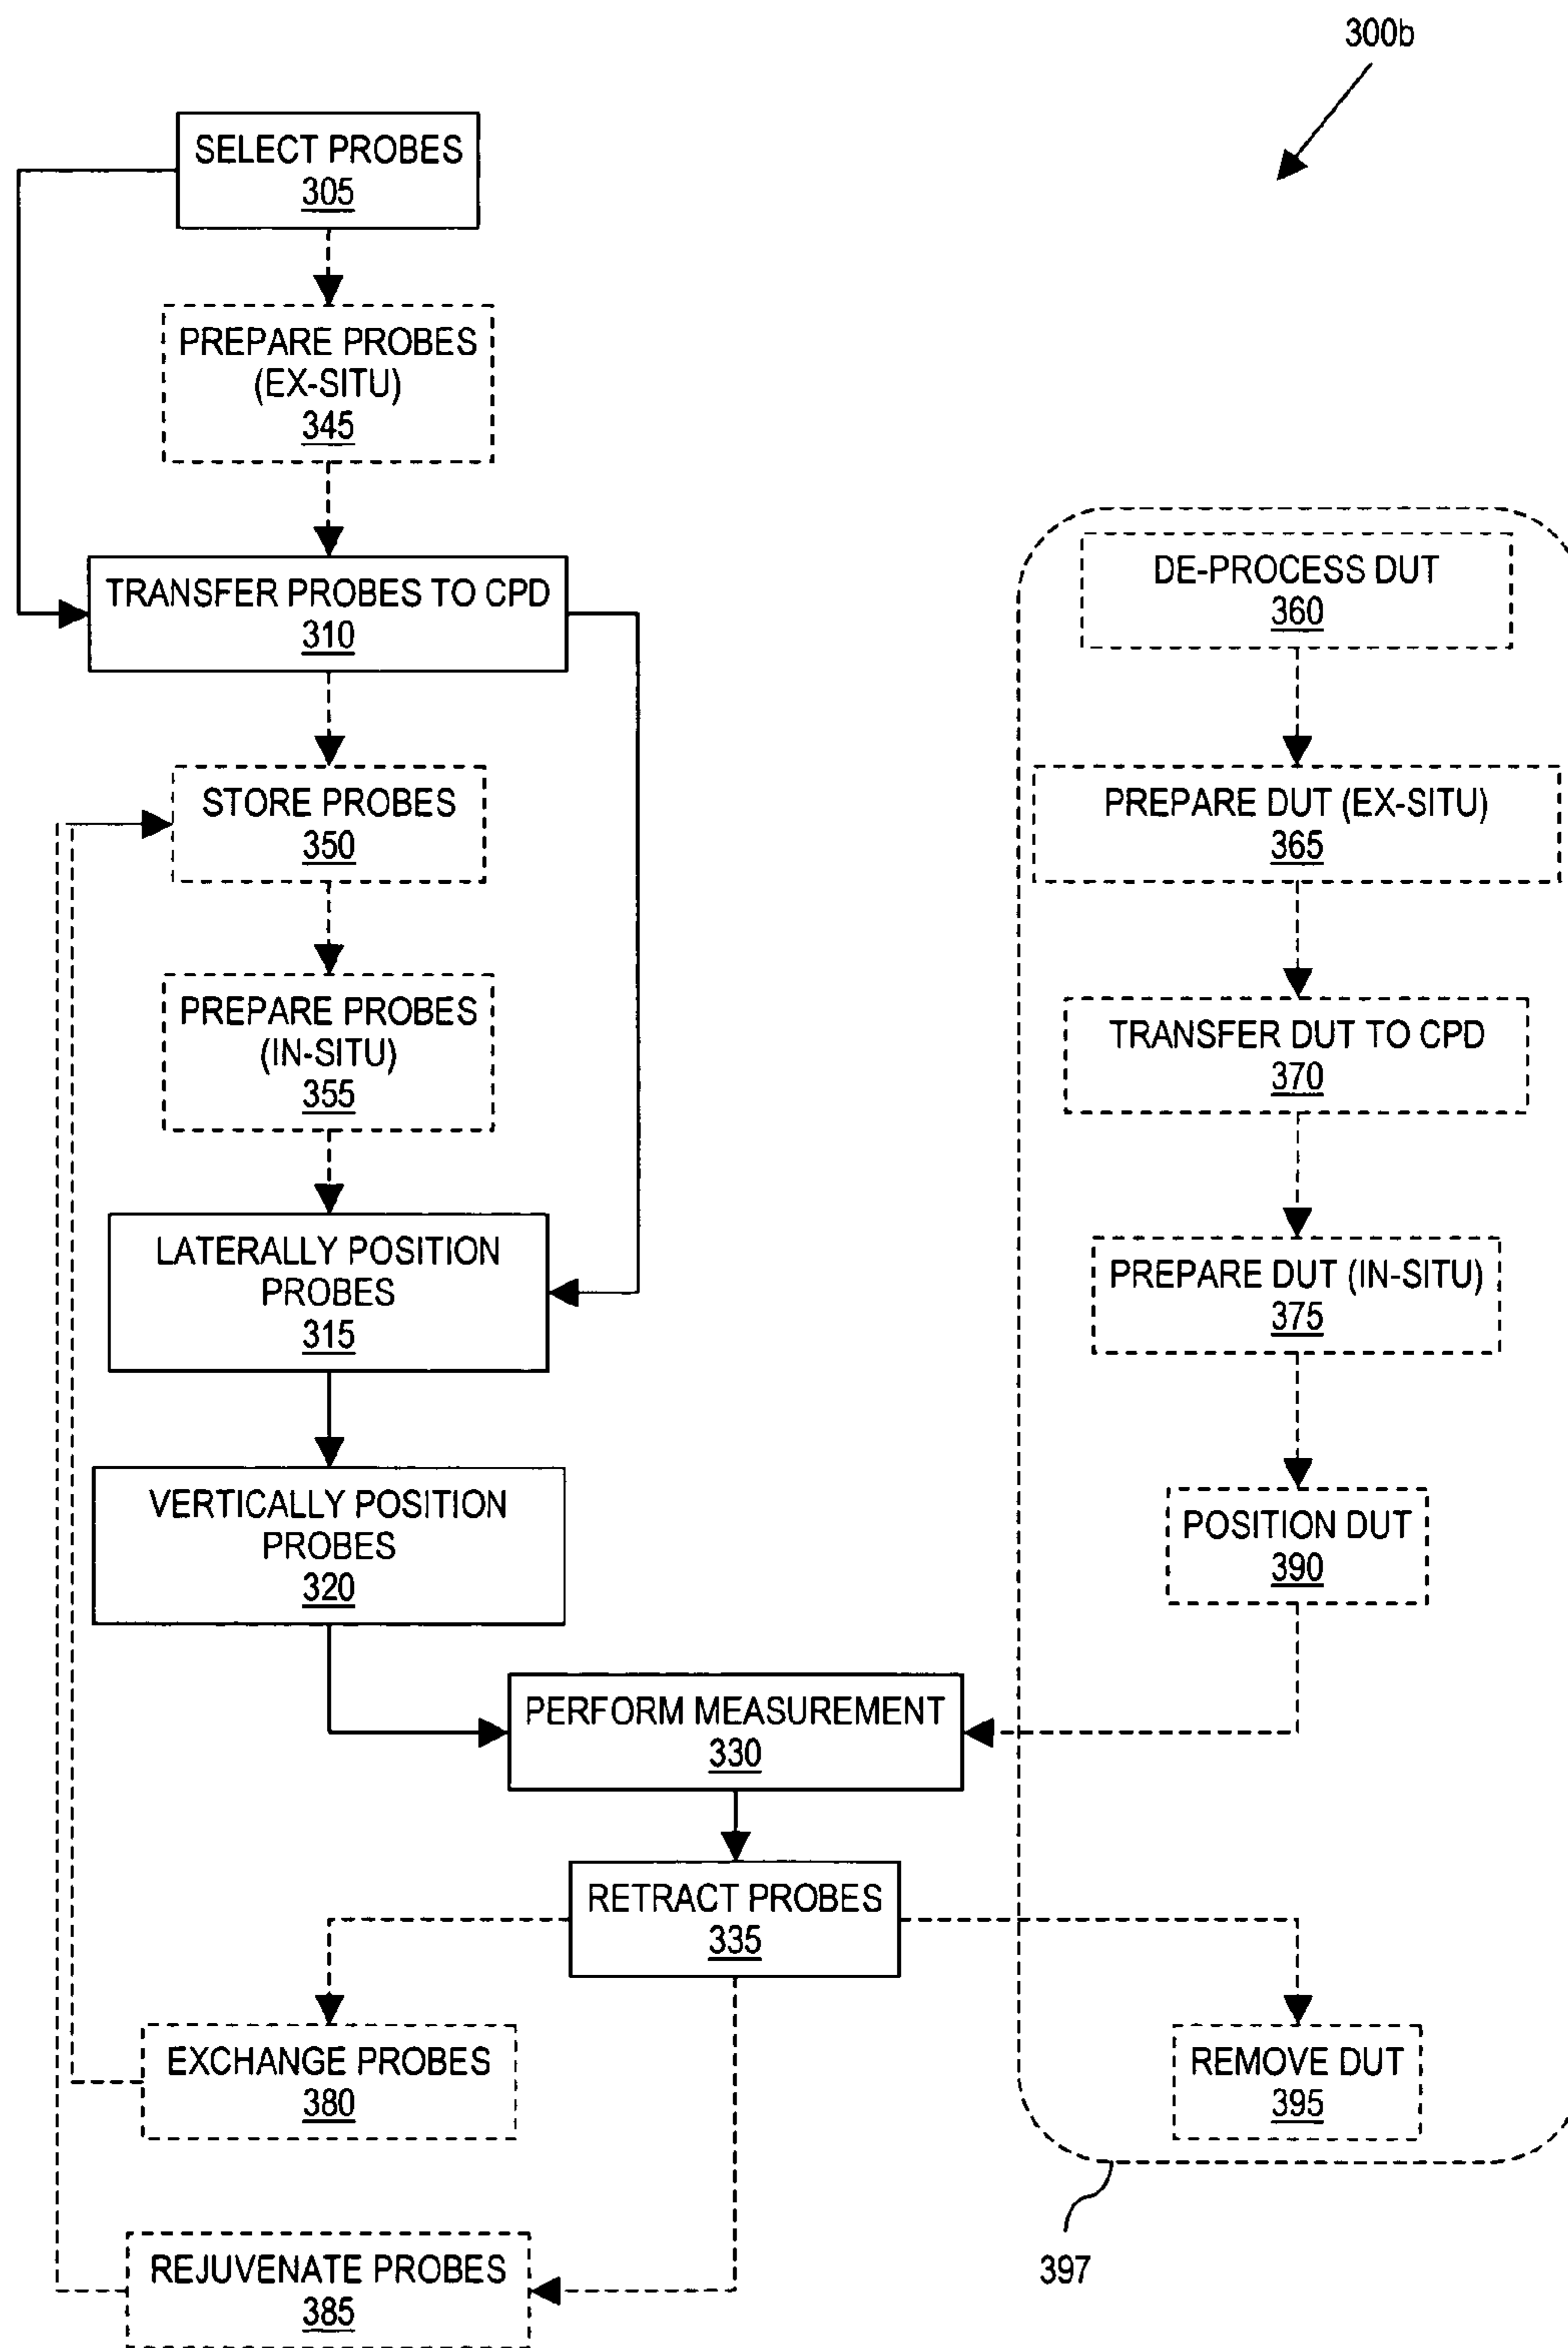 300b
SELECT PROBES
305
PREPARE PROBES
(EX-SITU)
345
TRANSFER PROBES TO CPD
310
STORE PROBES
350
PREPARE PROBES
(IN-SITU)
355
LATERALLY POSITION
PROBES
315
VERTICALLY POSITION
PROBES
320
PERFORM MEASUREMENT
330
RETRACT PROBES
335
EXCHANGE PROBES
380
REJUVENATE PROBES
385
DE-PROCESS DUT
360
PREPARE DUT (EX-SITU)
365
TRANSFER DUT TO CPD
370
PREPARE DUT (IN-SITU)
375
POSITION DUT
390
REMOVE DUT
395
397